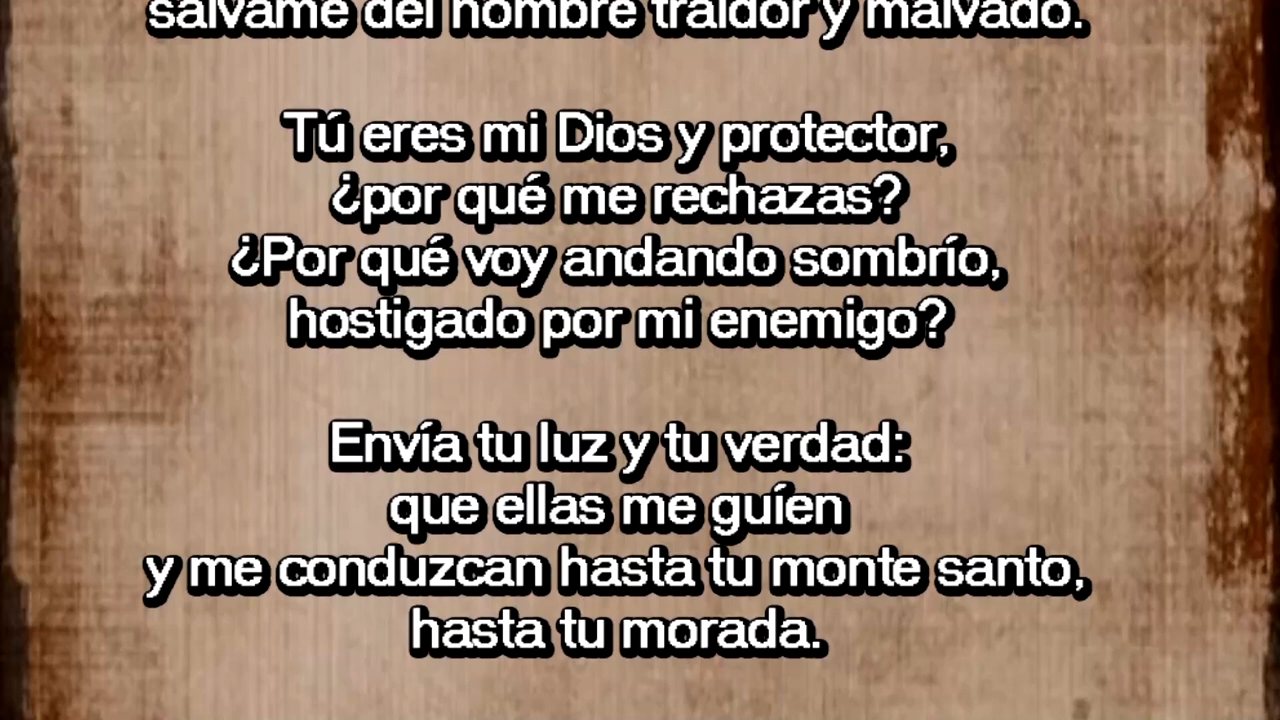 sálvame del hombre traidor y malvado.
Tú eres mi Dios y protector,
¿por qué me rechazas?
¿Por qué voy andando sombrío,
hostigado por mi enemigo?
Envía tu luz y tu verdad:
que ellas me guíen
y me conduzcan hasta tu monte santo,
hasta tu morada.